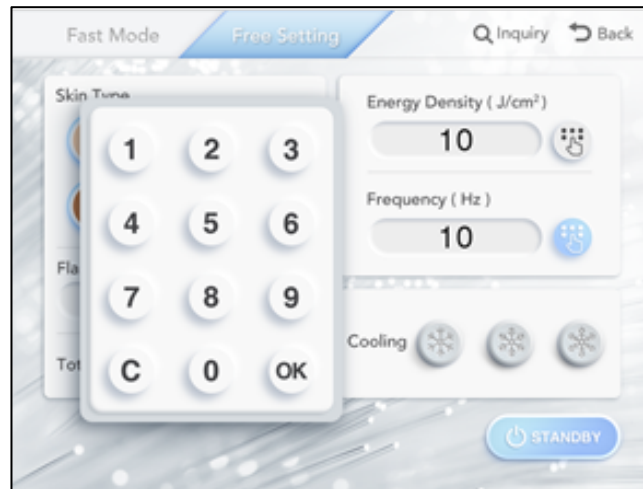 Fast Mode
Free Setting
Inquiry
Back
Skin Type
1 2 3
4 5 6
7 8 9
C 0 OK
Energy Density ( J/cm² )
10
Frequency ( Hz )
10
Cooling
STANDBY